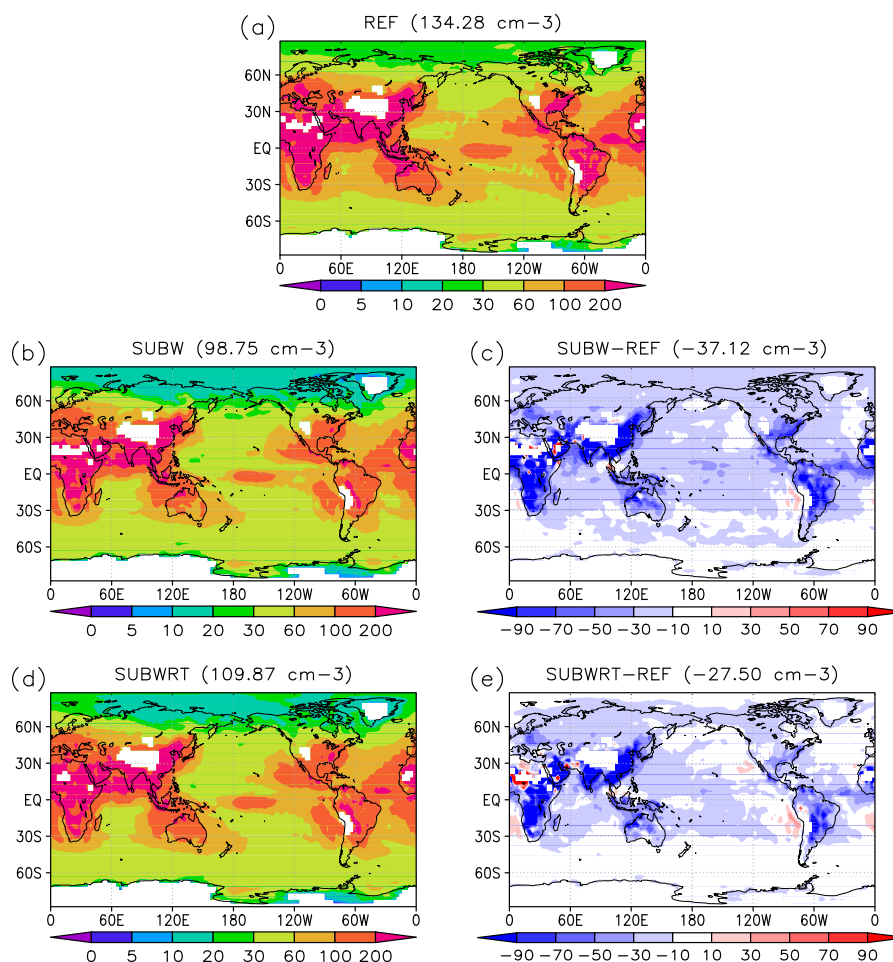 (a) REF (134.28 cm−3)
60N
30N
EQ
30S
60S
0 60E 120E 180 120W 60W 0
0 5 10 20 30 60 100 200
(b) SUBW (98.75 cm−3)
60N
30N
EQ
30S
60S
0 60E 120E 180 120W 60W 0
0 5 10 20 30 60 100 200
(c) SUBW−REF (−37.12 cm−3)
60N
30N
EQ
30S
60S
0 60E 120E 180 120W 60W 0
−90 −70 −50 −30 −10 10 30 50 70 90
(d) SUBWRT (109.87 cm−3)
60N
30N
EQ
30S
60S
0 60E 120E 180 120W 60W 0
0 5 10 20 30 60 100 200
(e) SUBWRT−REF (−27.50 cm−3)
60N
30N
EQ
30S
60S
0 60E 120E 180 120W 60W 0
−90 −70 −50 −30 −10 10 30 50 70 90